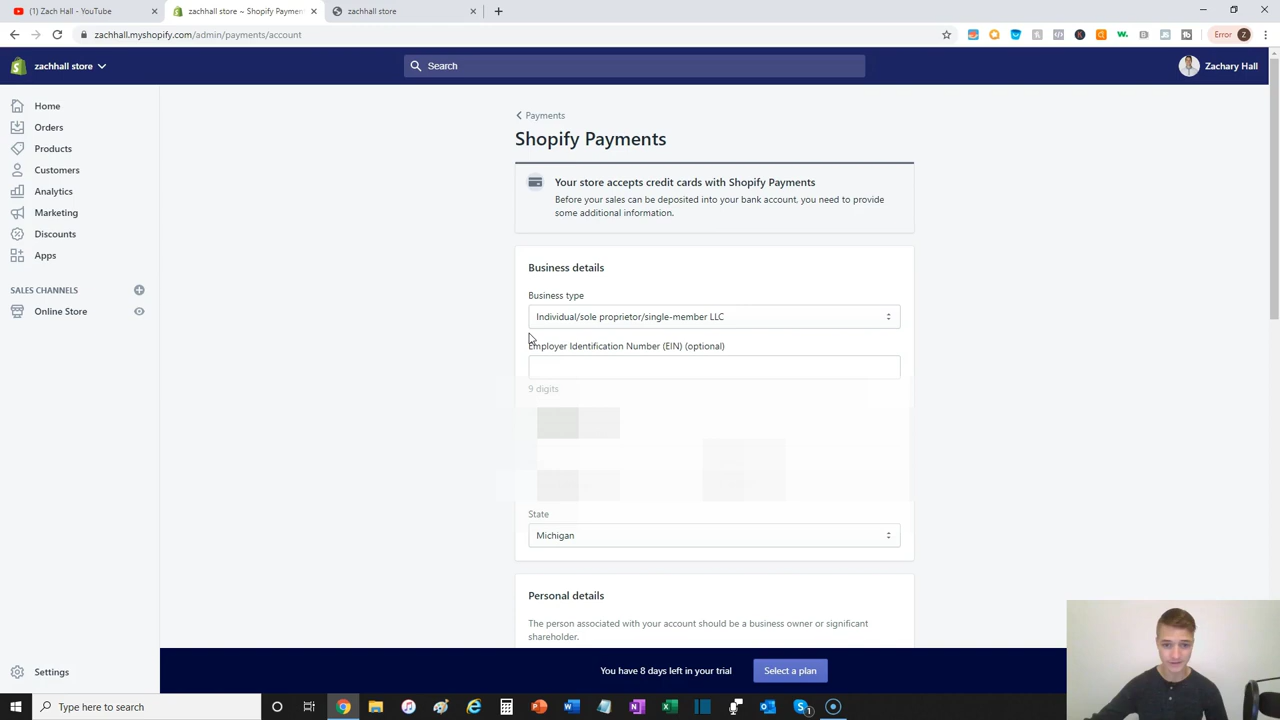 (1) Zach Hall - YouTube
zachhall store ~ Shopify Paymen
zachhall store
zachhall.myshopify.com/admin/payments/account
Error Z
zachhall store
Search
Zachary Hall
Home
Orders
Products
Customers
Analytics
Marketing
Discounts
Apps
SALES CHANNELS
Online Store
Settings
Payments
Shopify Payments
Your store accepts credit cards with Shopify Payments
Before your sales can be deposited into your bank account, you need to provide
some additional information.
Business details
Business type
Individual/sole proprietor/single-member LLC
Employer Identification Number (EIN) (optional)
9 digits
State
Michigan
Personal details
The person associated with your account should be a business owner or significant
shareholder.
You have 8 days left in your trial
Select a plan
Type here to search